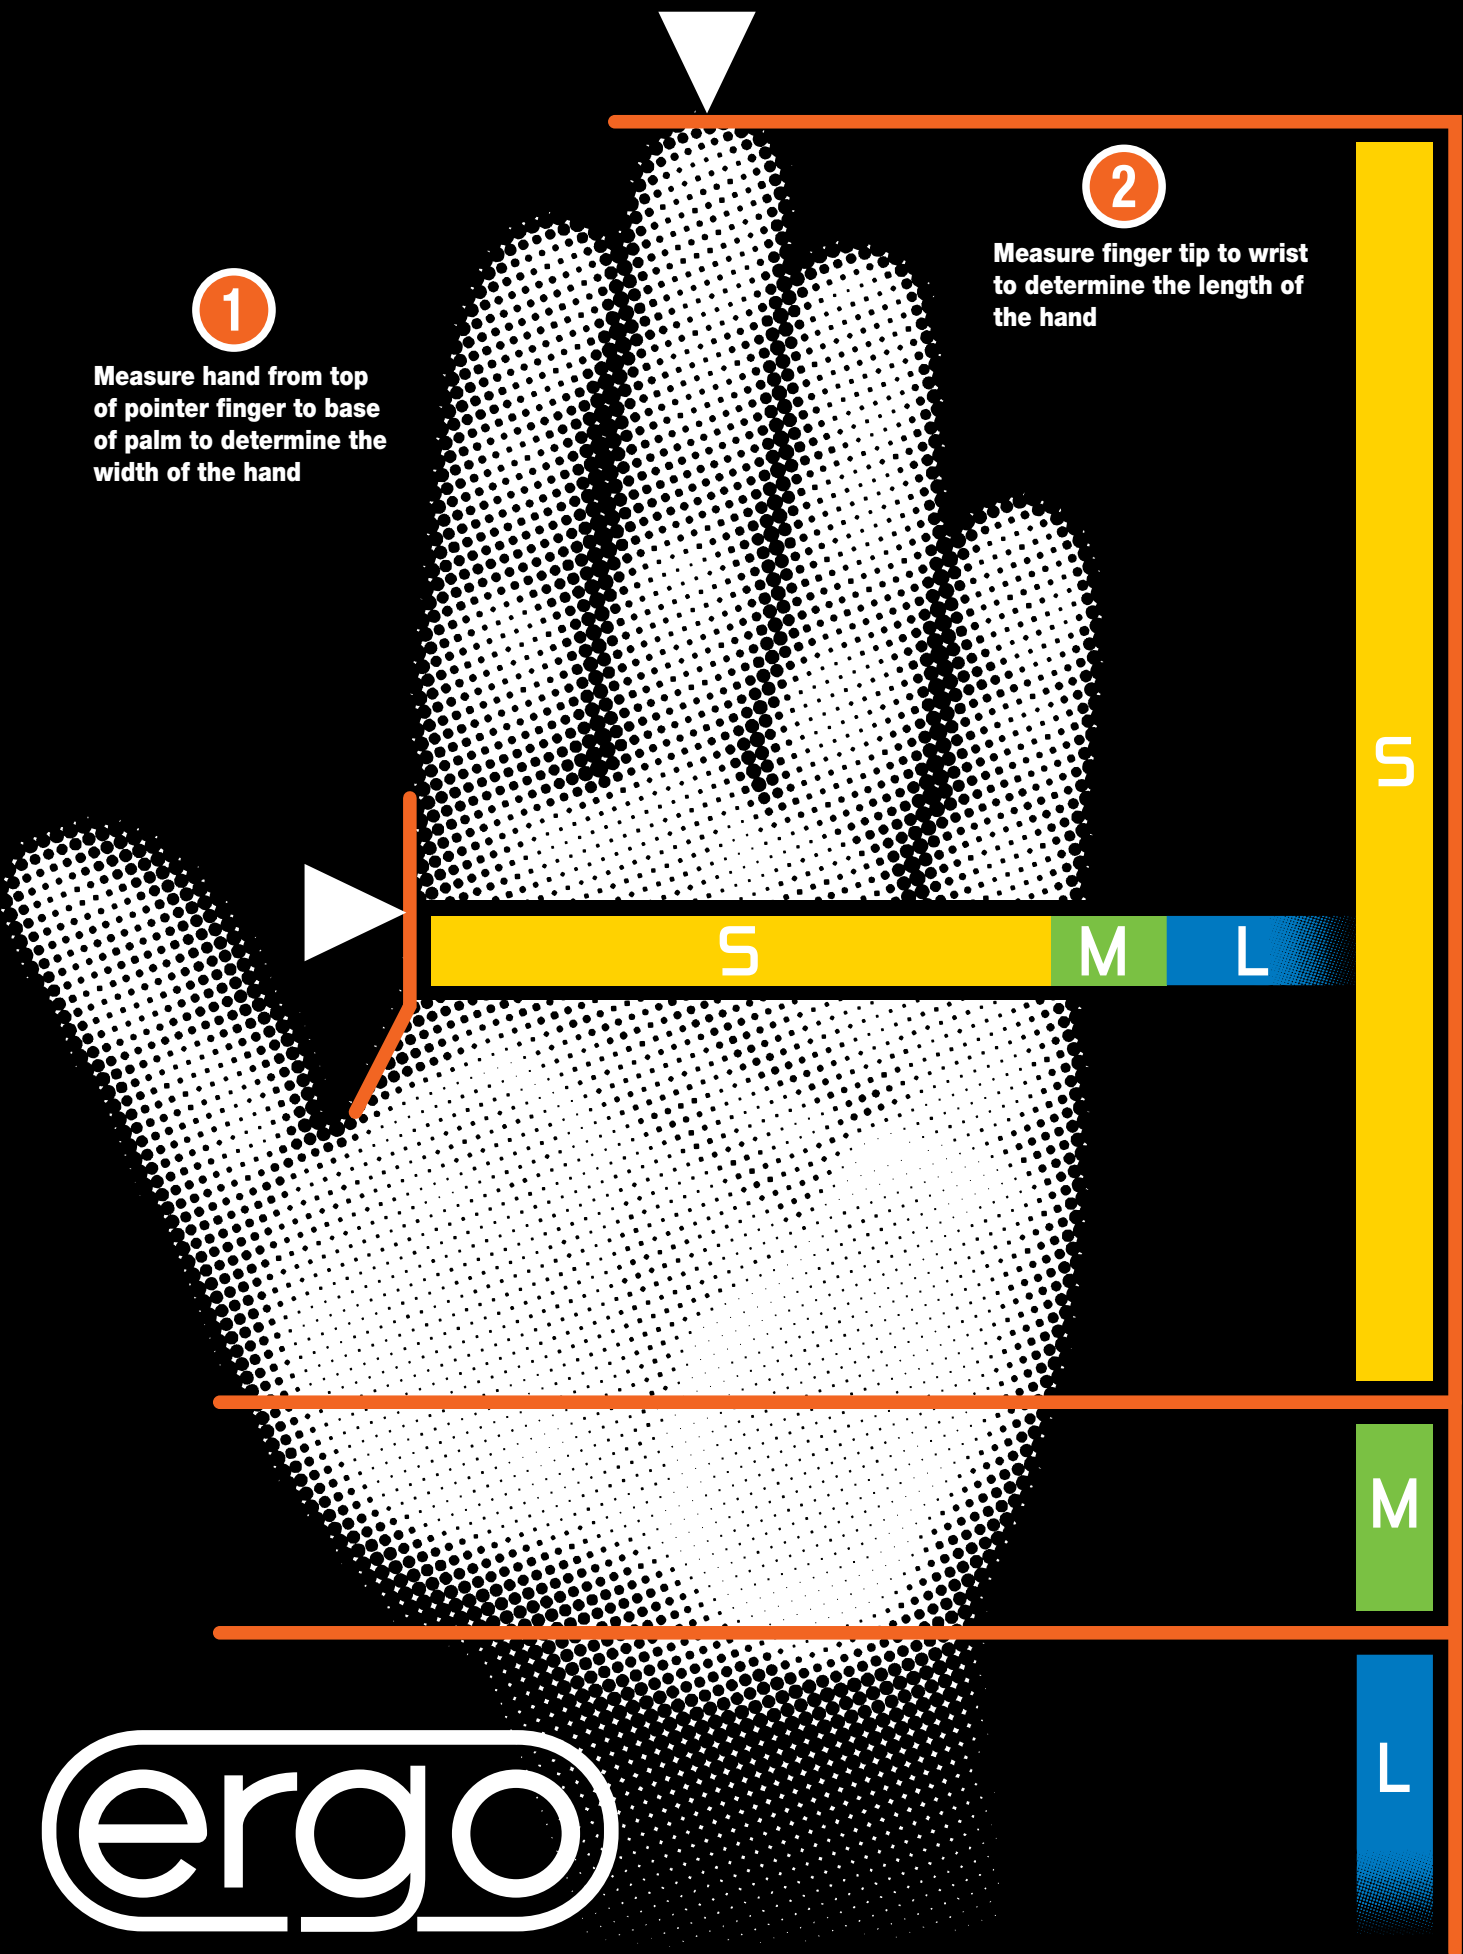 2
Measure finger tip to wrist
to determine the length of
the hand
1
Measure hand from top
of pointer finger to base
of palm to determine the
width of the hand
S
S M L
M
L
ergo